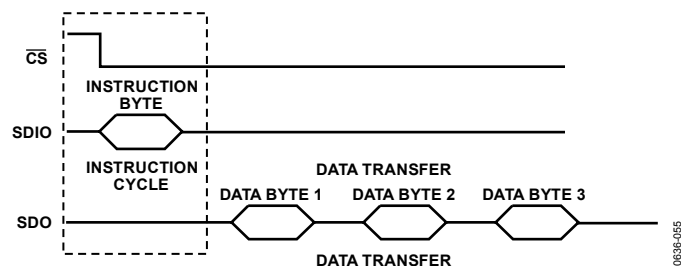 CS
INSTRUCTION
BYTE
SDIO
INSTRUCTION
CYCLE
DATA TRANSFER
DATA BYTE 1 DATA BYTE 2 DATA BYTE 3
SDO
DATA TRANSFER
0636-055